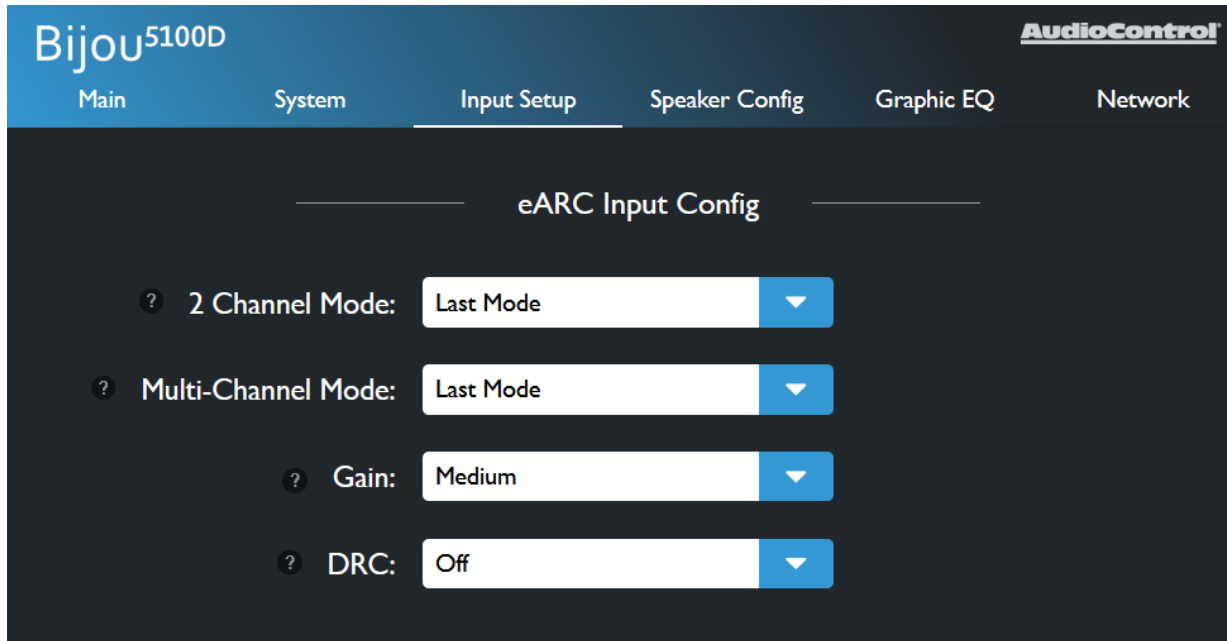 Bijou5100D
AudioControl
Main System Input Setup Speaker Config Graphic EQ Network
eARC Input Config
? 2 Channel Mode: Last Mode
? Multi-Channel Mode: Last Mode
? Gain: Medium
? DRC: Off